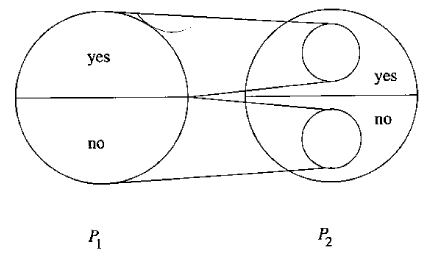 yes
yes
no
no
P1
P2